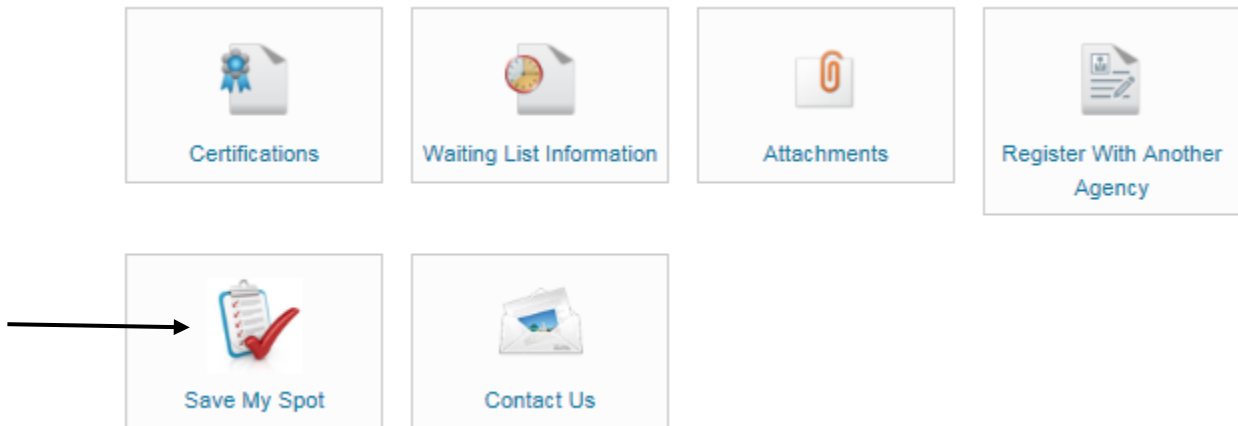 Certifications
Waiting List Information
Attachments
Register With Another
Agency
Save My Spot
Contact Us